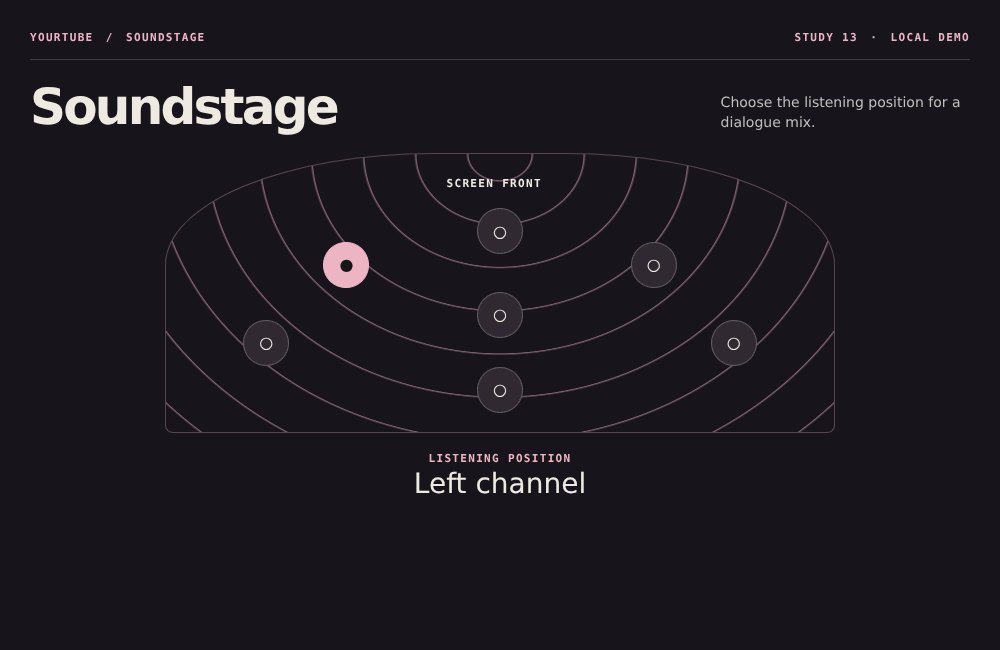 YOURTUBE / SOUNDSTAGE
STUDY 13 · LOCAL DEMO
Soundstage
Choose the listening position for a
dialogue mix.
SCREEN FRONT
LISTENING POSITION
Left channel